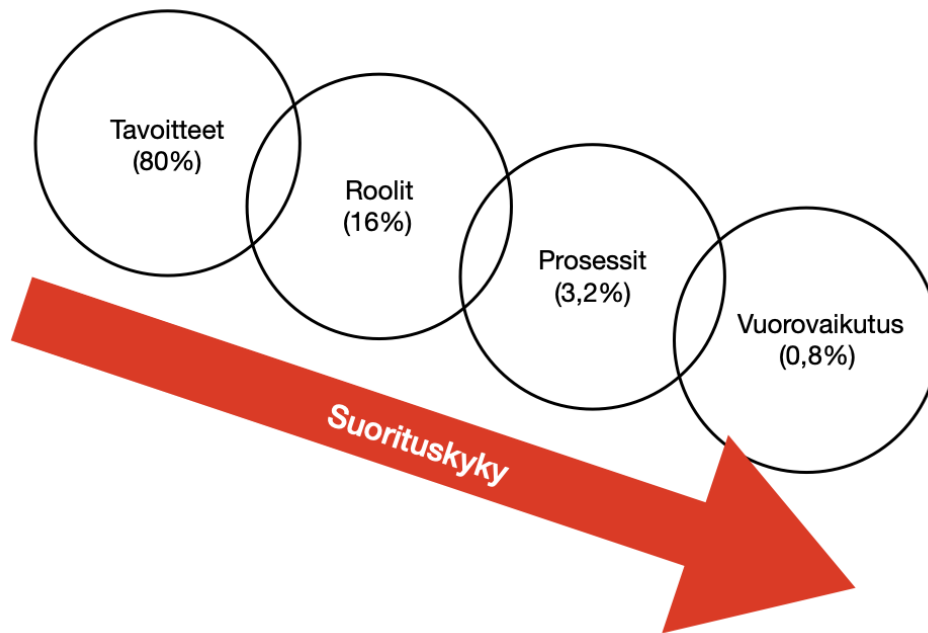 Tavoitteet
(80%)
Roolit
(16%)
Prosessit
(3,2%)
Vuorovaikutus
(0,8%)
Suorituskyky